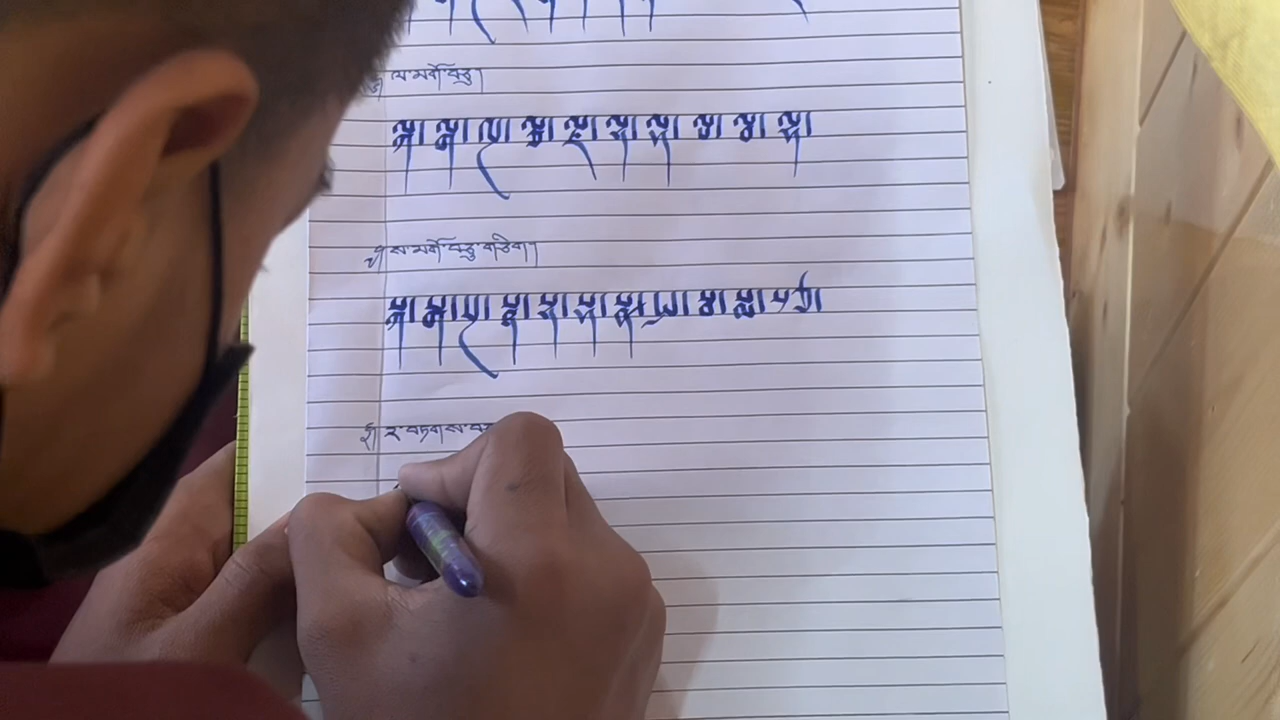 ལ་མགོ་བཅུ།
ལྐ། ལྒ། ལྔ། ལྕ། ལྗ། ལྟ། ལྡ། ལྤ། ལྦ། ལྷ།
ས་མགོ་བཅུ་གཅིག།
སྐ། སྒ། སྔ། སྙ། སྟ། སྡ། སྣ། སྤ། སྦ། སྨ། སྩ།
ར་བཏགས་